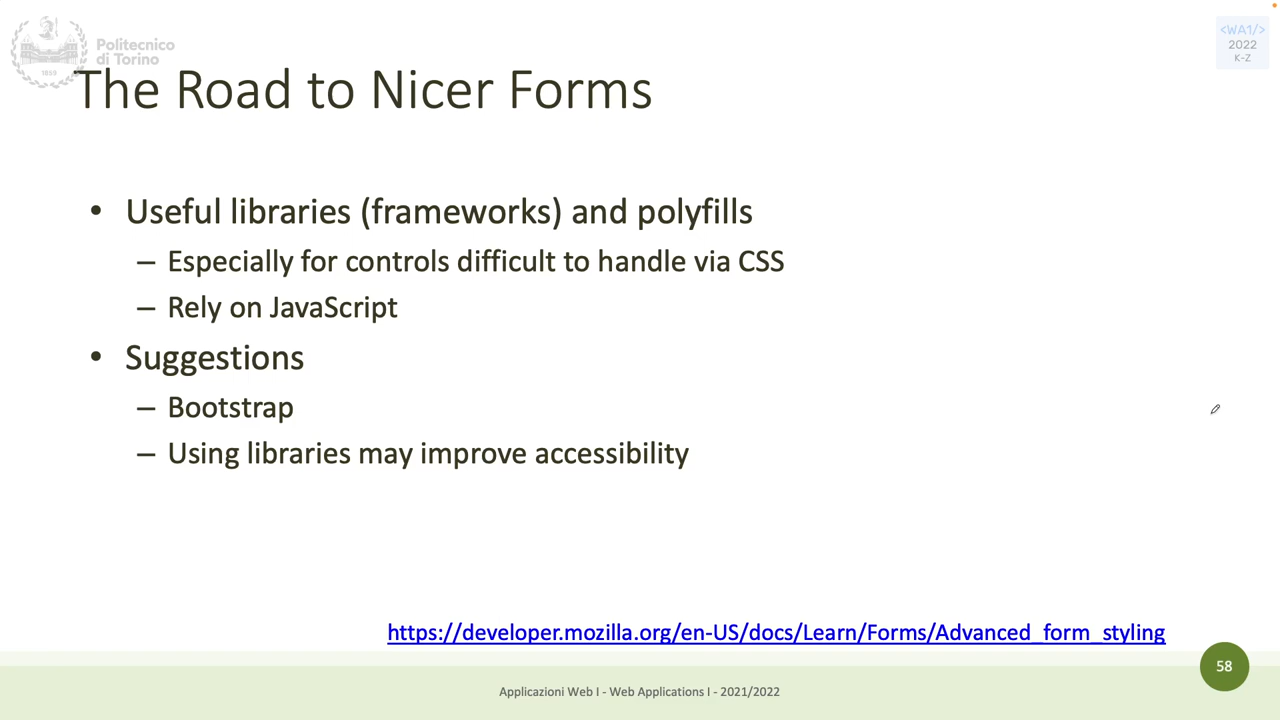 Politecnico
di Torino
1859
<WA1/>
2022
K-Z
The Road to Nicer Forms
• Useful libraries (frameworks) and polyfills
– Especially for controls difficult to handle via CSS
– Rely on JavaScript
• Suggestions
– Bootstrap
– Using libraries may improve accessibility
https://developer.mozilla.org/en-US/docs/Learn/Forms/Advanced_form_styling
58
Applicazioni Web I - Web Applications I - 2021/2022